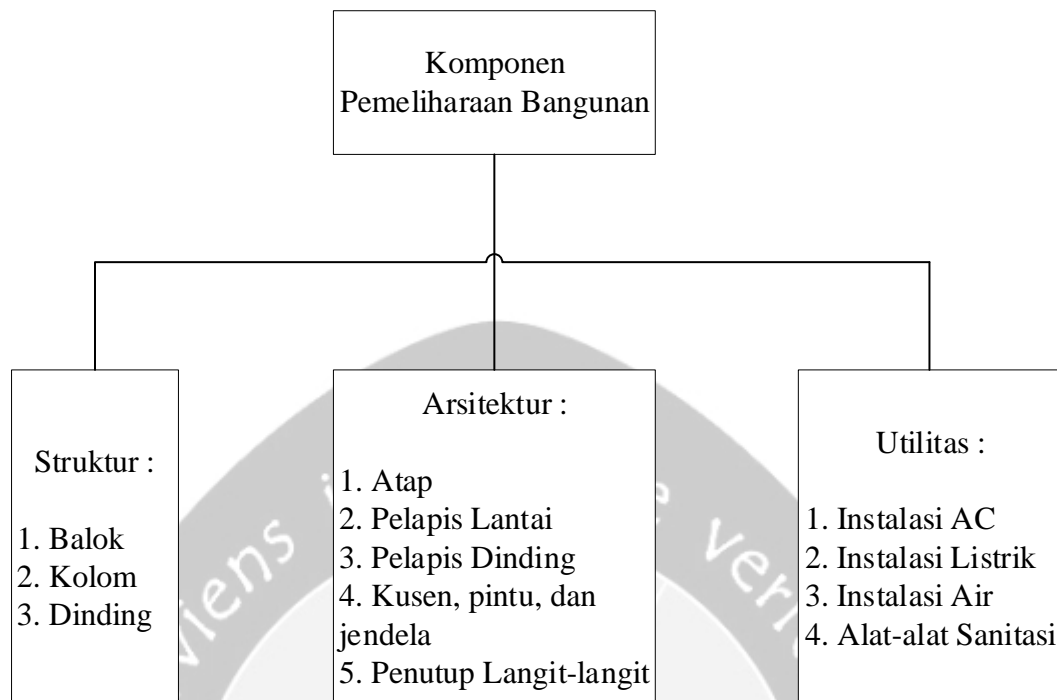 Komponen
Pemeliharaan Bangunan
Struktur :
1. Balok
2. Kolom
3. Dinding
Arsitektur :
1. Atap
2. Pelapis Lantai
3. Pelapis Dinding
4. Kusen, pintu, dan
jendela
5. Penutup Langit-langit
Utilitas :
1. Instalasi AC
2. Instalasi Listrik
3. Instalasi Air
4. Alat-alat Sanitasi